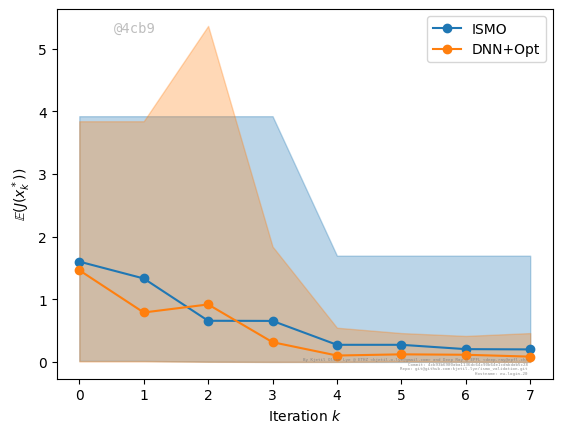 @4cb9
ISMO
DNN+Opt
5
4
3
2
1
0
𝔼(J(x*k))
0 1 2 3 4 5 6 7
Iteration k